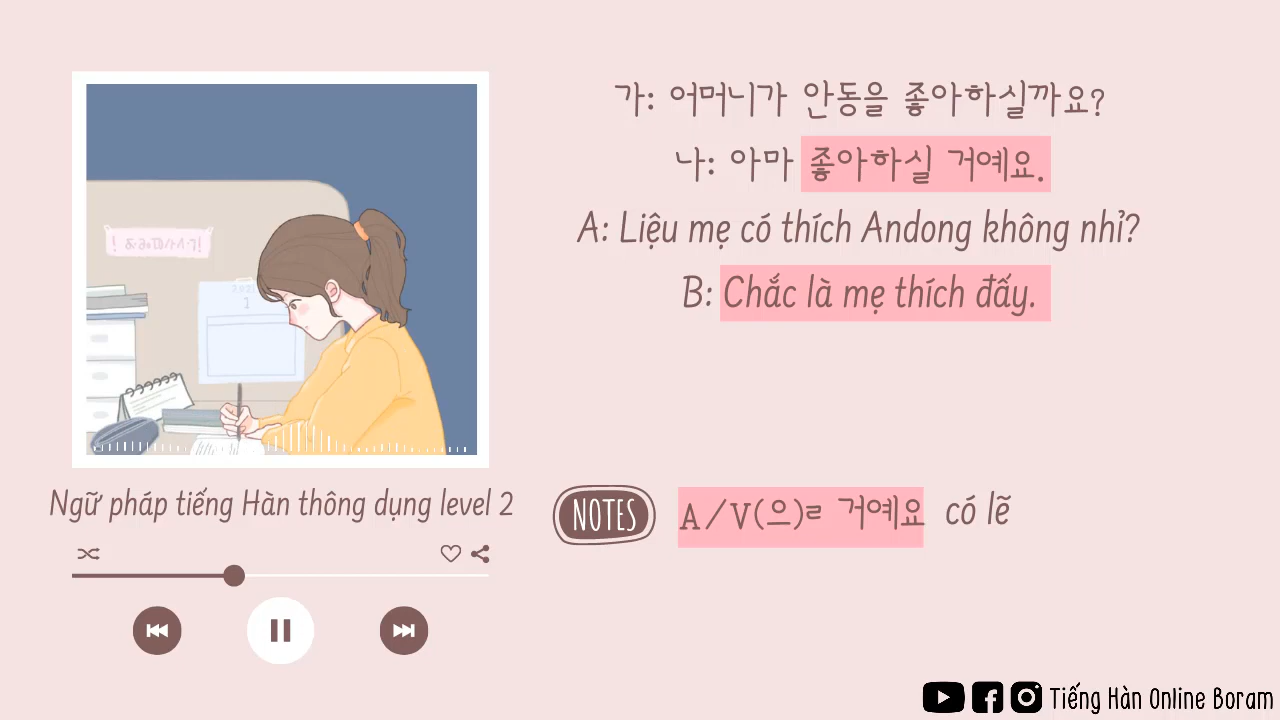 가: 어머니가 안동을 좋아하실까요?
나: 아마 좋아하실 거예요.
A: Liệu mẹ có thích Andong không nhỉ?
B: Chắc là mẹ thích đấy.
Ngữ pháp tiếng Hàn thông dụng level 2
NOTES A/V(으)ㄹ 거예요 có lẽ
Tiếng Hàn Online Boram